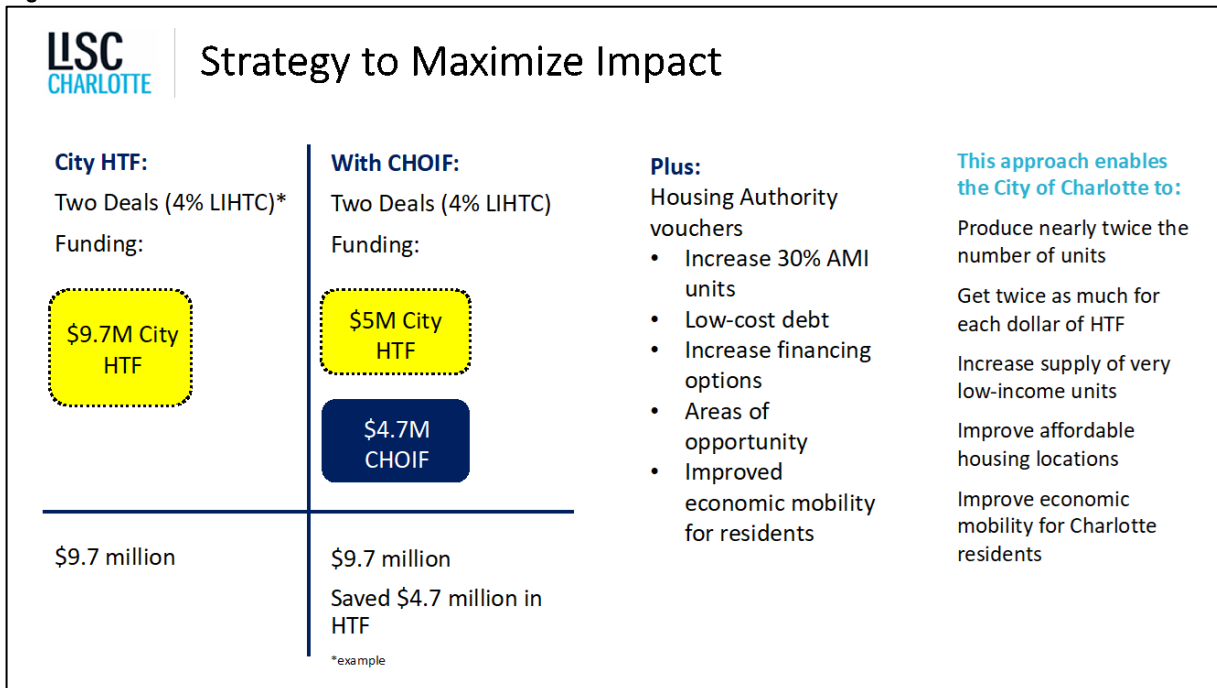 LISC
CHARLOTTE
Strategy to Maximize Impact
City HTF:
Two Deals (4% LIHTC)*
Funding:
$9.7M City
HTF
$9.7 million
With CHOIF:
Two Deals (4% LIHTC)
Funding:
$5M City
HTF
$4.7M
CHOIF
$9.7 million
Saved $4.7 million in
HTF
*example
Plus:
Housing Authority
vouchers
• Increase 30% AMI
units
• Low-cost debt
• Increase financing
options
• Areas of
opportunity
• Improved
economic mobility
for residents
This approach enables
the City of Charlotte to:
Produce nearly twice the
number of units
Get twice as much for
each dollar of HTF
Increase supply of very
low-income units
Improve affordable
housing locations
Improve economic
mobility for Charlotte
residents